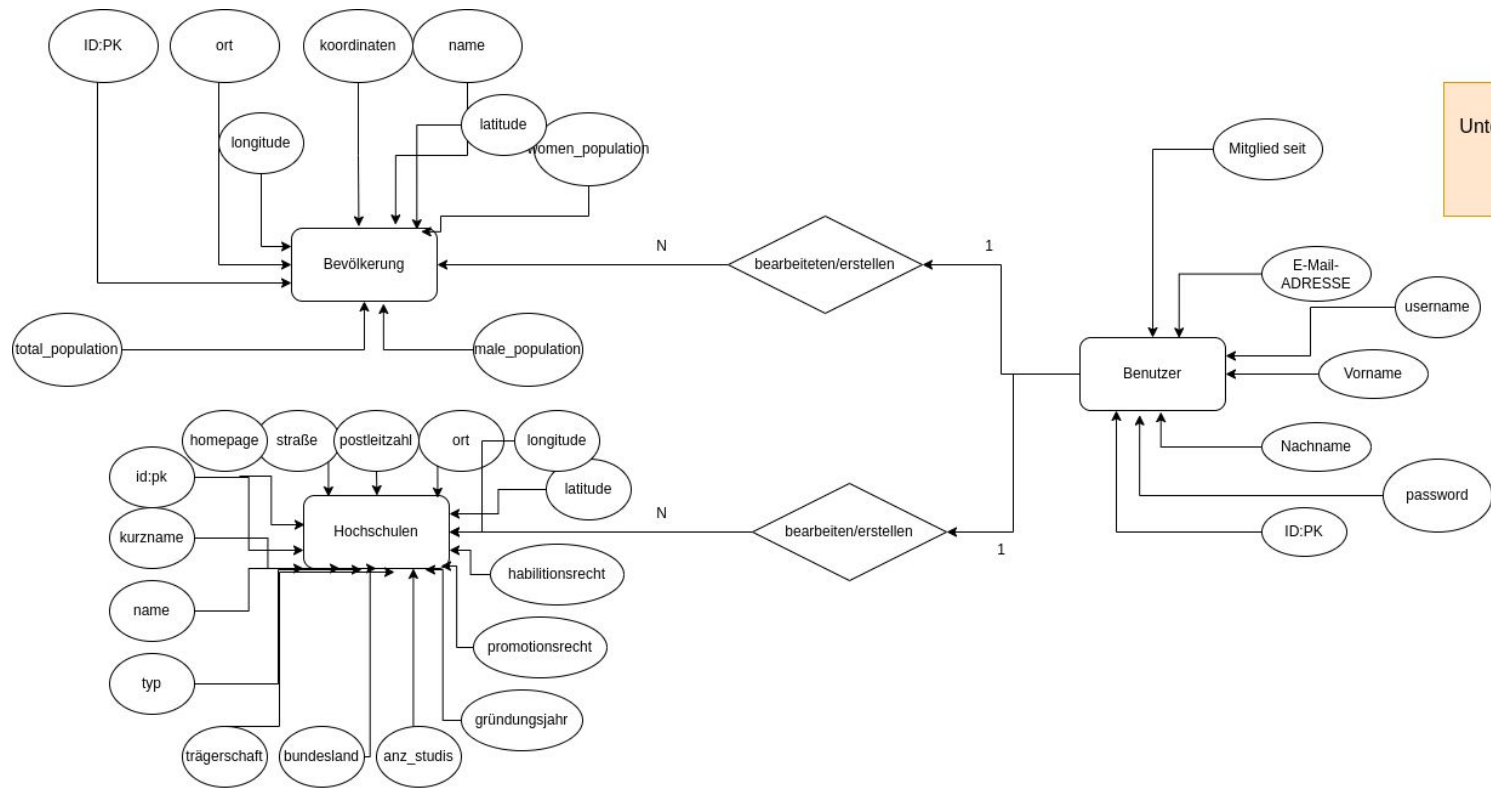 ID:PK
ort
koordinaten
name
longitude
latitude
women_population
Mitglied seit
Bevölkerung
N
bearbeiteten/erstellen
1
E-Mail-
ADRESSE
username
total_population
male_population
Benutzer
Vorname
Nachname
password
ID:PK
homepage
straße
postleitzahl
ort
longitude
latitude
id:pk
kurzname
name
typ
Hochschulen
N
bearbeiten/erstellen
1
habilitionsrecht
promotionsrecht
gründungsjahr
trägerschaft
bundesland
anz_studis